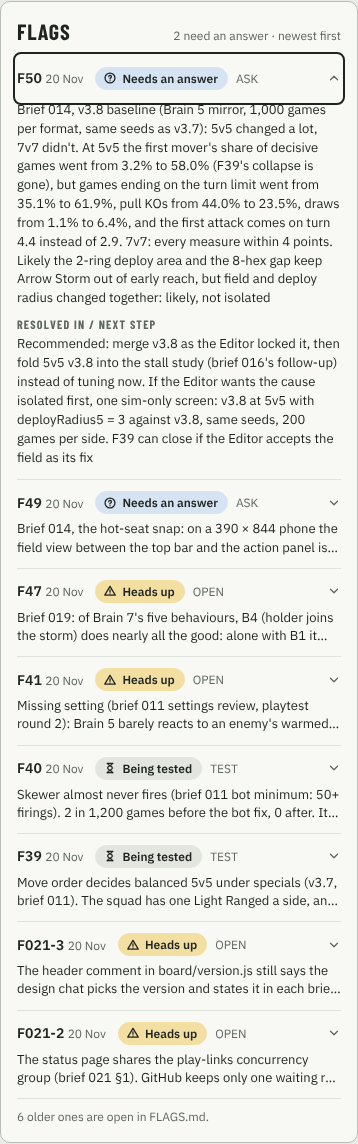 FLAGS 2 need an answer · newest first
F50 20 Nov Needs an answer ASK
Brief 014, v3.8 baseline (Brain 5 mirror, 1,000 games
per format, same seeds as v3.7): 5v5 changed a lot,
7v7 didn't. At 5v5 the first mover's share of decisive
games went from 3.2% to 58.0% (F39's collapse is
gone), but games ending on the turn limit went from
35.1% to 61.9%, pull KOs from 44.0% to 23.5%, draws
from 1.1% to 6.4%, and the first attack comes on turn
4.4 instead of 2.9. 7v7: every measure within 4 points.
Likely the 2-ring deploy area and the 8-hex gap keep
Arrow Storm out of early reach, but field and deploy
radius changed together: likely, not isolated
RESOLVED IN / NEXT STEP
Recommended: merge v3.8 as the Editor locked it, then
fold 5v5 v3.8 into the stall study (brief 016's follow-up)
instead of tuning now. If the Editor wants the cause
isolated first, one sim-only screen: v3.8 at 5v5 with
deployRadius5 = 3 against v3.8, same seeds, 200
games per side. F39 can close if the Editor accepts the
field as its fix
F49 20 Nov Needs an answer ASK
Brief 014, the hot-seat snap: on a 390 × 844 phone the
field view between the top bar and the action panel is...
F47 20 Nov Heads up OPEN
Brief 019: of Brain 7's five behaviours, B4 (holder joins
the storm) does nearly all the good: alone with B1 it...
F41 20 Nov Heads up OPEN
Missing setting (brief 011 settings review, playtest
round 2): Brain 5 barely reacts to an enemy's warmed...
F40 20 Nov Being tested TEST
Skewer almost never fires (brief 011 bot minimum: 50+
firings). 2 in 1,200 games before the bot fix, 0 after. It...
F39 20 Nov Being tested TEST
Move order decides balanced 5v5 under specials (v3.7,
brief 011). The squad has one Light Ranged a side, an...
F021-3 20 Nov Heads up OPEN
The header comment in board/version.js still says the
design chat picks the version and states it in each brie...
F021-2 20 Nov Heads up OPEN
The status page shares the play-links concurrency
group (brief 021 §1). GitHub keeps only one waiting r...
6 older ones are open in FLAGS.md.